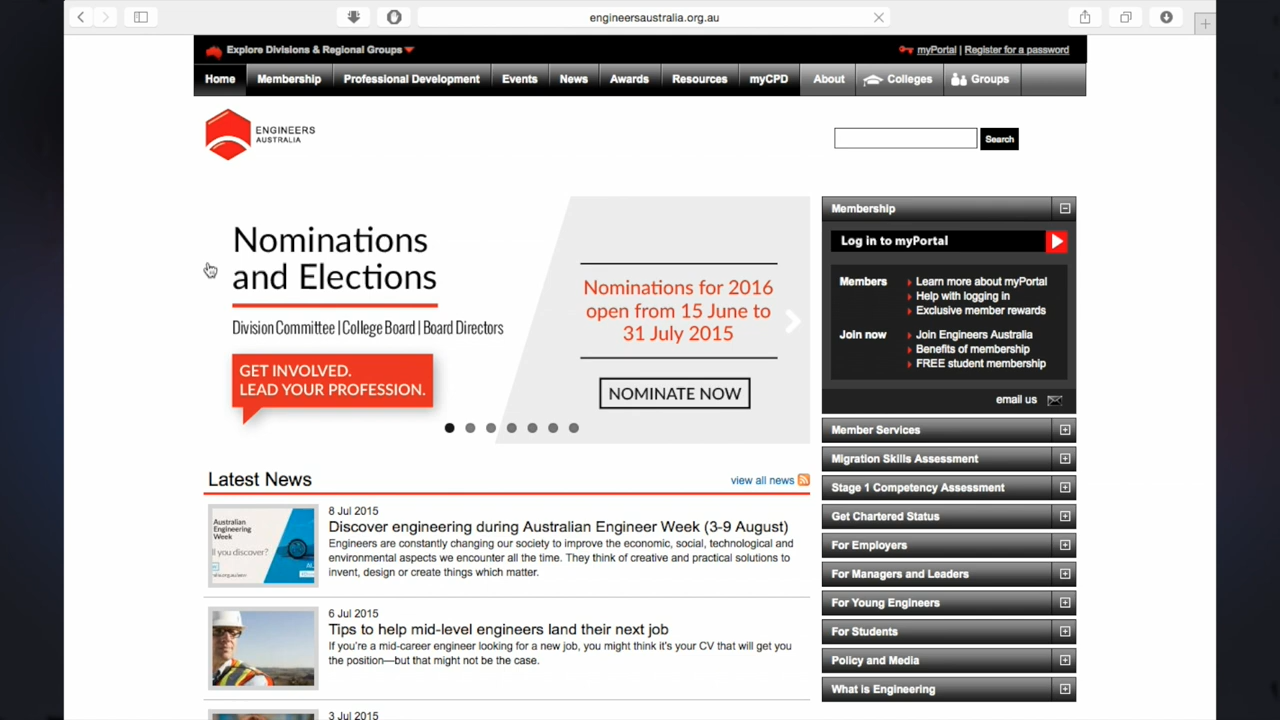 engineersaustralia.org.au
Explore Divisions & Regional Groups
myPortal | Register for a password
Home Membership Professional Development Events News Awards Resources myCPD About Colleges Groups
ENGINEERS
AUSTRALIA
Search
Nominations
and Elections
Division Committee | College Board | Board Directors
GET INVOLVED.
LEAD YOUR PROFESSION.
Nominations for 2016
open from 15 June to
31 July 2015
NOMINATE NOW
Membership
Log in to myPortal
Members
Learn more about myPortal
Help with logging in
Exclusive member rewards
Join now
Join Engineers Australia
Benefits of membership
FREE student membership
email us
Member Services
Migration Skills Assessment
Stage 1 Competency Assessment
Get Chartered Status
For Employers
For Managers and Leaders
For Young Engineers
For Students
Policy and Media
What is Engineering
Latest News
view all news
Australian
Engineering
Week
ll you discover?
8 Jul 2015
Discover engineering during Australian Engineer Week (3-9 August)
Engineers are constantly changing our society to improve the economic, social, technological and
environmental aspects we encounter all the time. They think of creative and practical solutions to
invent, design or create things which matter.
6 Jul 2015
Tips to help mid-level engineers land their next job
If you're a mid-career engineer looking for a new job, you might think it's your CV that will get you
the position—but that might not be the case.
3 Jul 2015